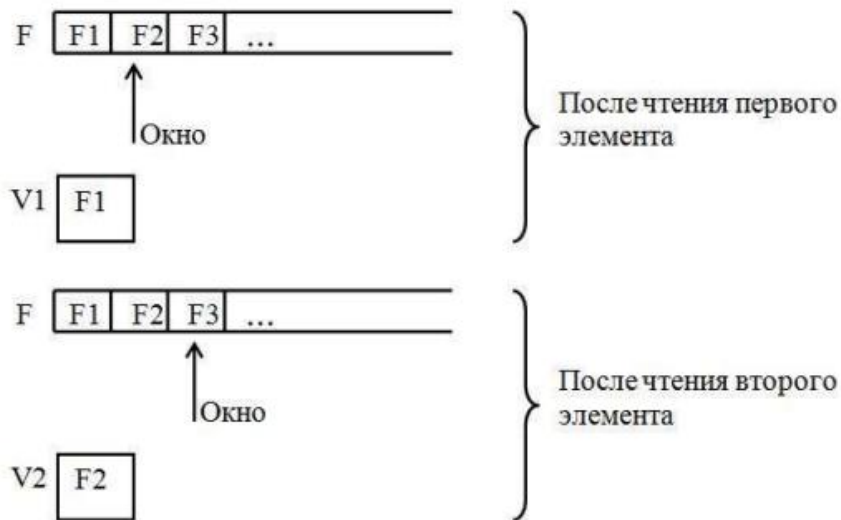 F F1 F2 F3 ...
Окно
После чтения первого
элемента
V1 F1
F F1 F2 F3 ...
Окно
После чтения второго
элемента
V2 F2